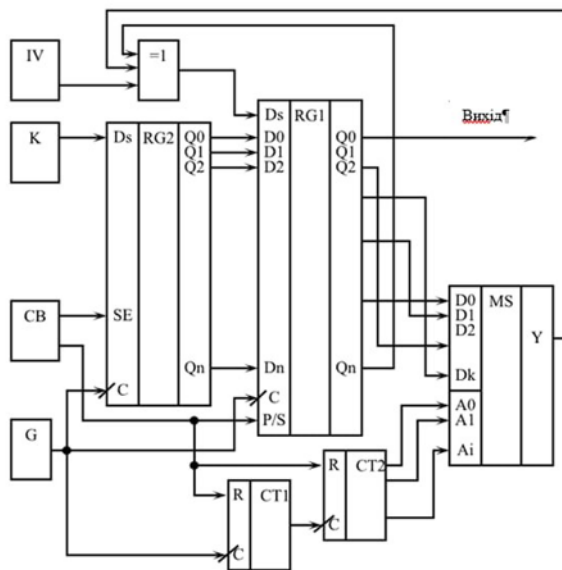 IV
=1
K
Ds RG2 Q0
Q1
Q2
SE
Qn
C
Ds RG1
D0 Q0
D1 Q1
D2 Q2
Dn Qn
C
P/S
Вихід¶
CB
G
D0 MS
D1
D2 Y
Dk
A0
A1
Ai
R CT1
C
R CT2
C